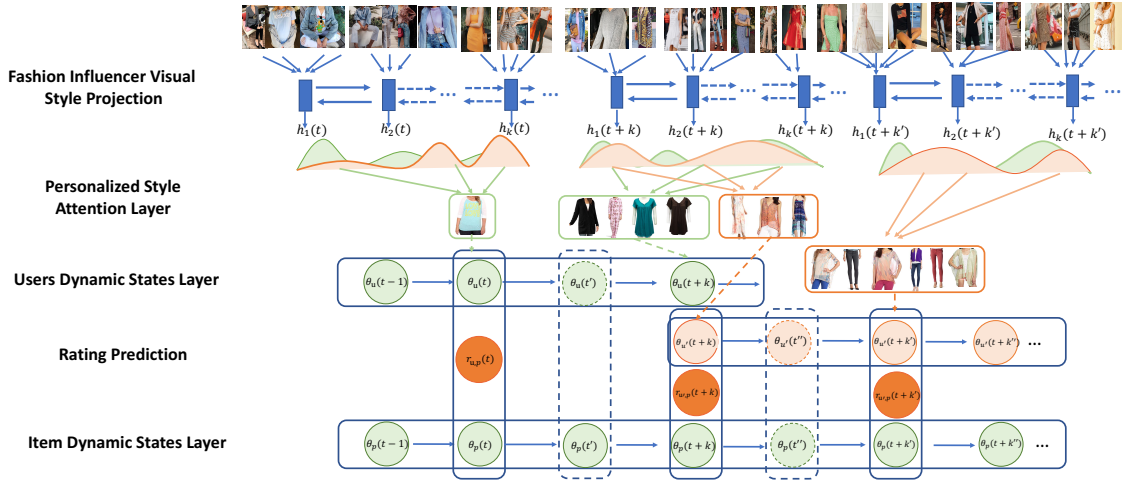 Fashion Influencer Visual
Style Projection
... ... ... ... ... ...
h₁(t) h₂(t) hₖ(t) h₁(t + k) h₂(t + k) hₖ(t + k) h₁(t + k′) h₂(t + k′) hₖ(t + k′)
Personalized Style
Attention Layer
Users Dynamic States Layer
θᵤ(t − 1) θᵤ(t) θᵤ(t′) θᵤ(t + k)
Rating Prediction
θᵤ′(t + k) θᵤ′(t′′) θᵤ′(t + k′) θᵤ′(t + k′′) ...
rᵤ,ₚ(t)
rᵤ′,ₚ(t + k) rᵤ′,ₚ(t + k′)
Item Dynamic States Layer
θₚ(t − 1) θₚ(t) θₚ(t′) θₚ(t + k) θₚ(t′′) θₚ(t + k′) θₚ(t + k′′) ...